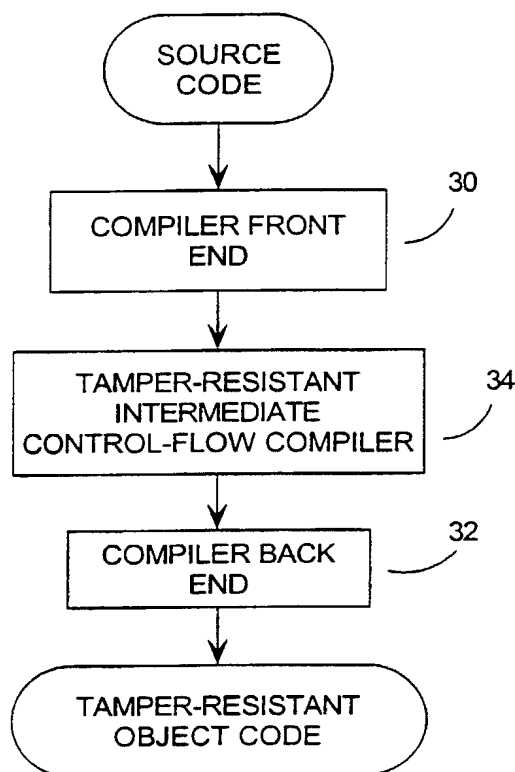 SOURCE
CODE
30
COMPILER FRONT
END
TAMPER-RESISTANT
INTERMEDIATE
CONTROL-FLOW COMPILER
34
32
COMPILER BACK
END
TAMPER-RESISTANT
OBJECT CODE